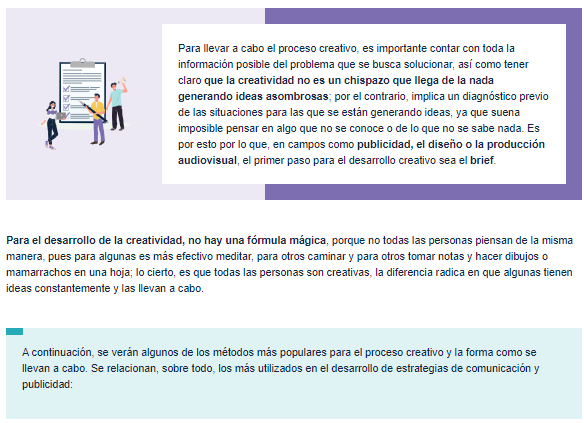 Para llevar a cabo el proceso creativo, es importante contar con toda la
información posible del problema que se busca solucionar, así como tener
claro que la creatividad no es un chispazo que llega de la nada
generando ideas asombrosas; por el contrario, implica un diagnóstico previo
de las situaciones para las que se están generando ideas, ya que suena
imposible pensar en algo que no se conoce o de lo que no se sabe nada. Es
por esto por lo que, en campos como publicidad, el diseño o la producción
audiovisual, el primer paso para el desarrollo creativo sea el brief.
Para el desarrollo de la creatividad, no hay una fórmula mágica, porque no todas las personas piensan de la misma
manera, pues para algunas es más efectivo meditar, para otros caminar y para otros tomar notas y hacer dibujos o
mamarrachos en una hoja; lo cierto, es que todas las personas son creativas, la diferencia radica en que algunas tienen
ideas constantemente y las llevan a cabo.
A continuación, se verán algunos de los métodos más populares para el proceso creativo y la forma como se
llevan a cabo. Se relacionan, sobre todo, los más utilizados en el desarrollo de estrategias de comunicación y
publicidad: